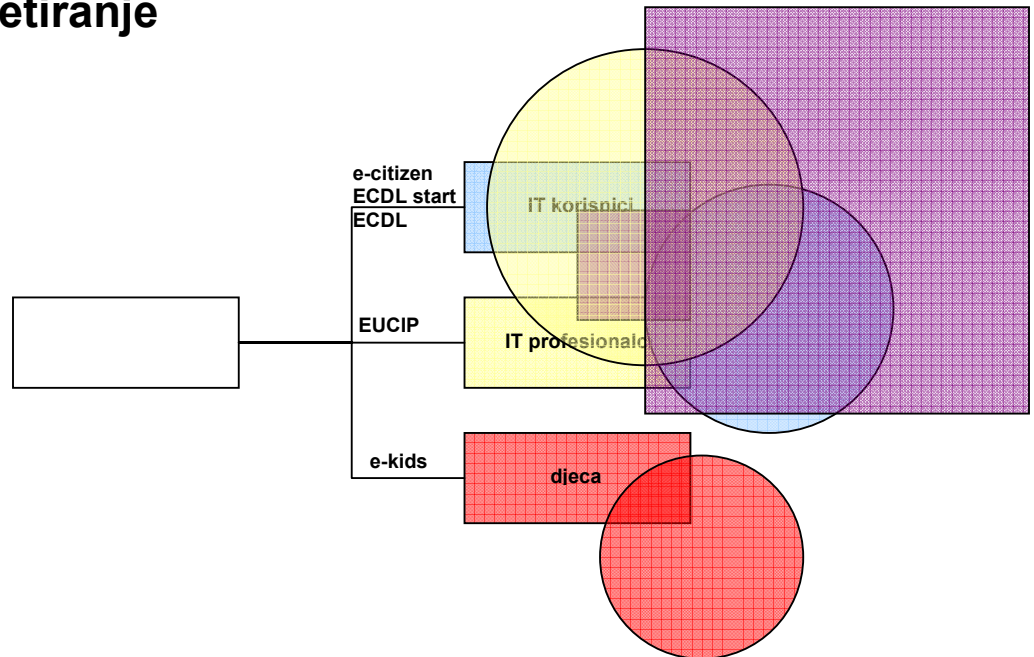 etiranje
e-citizen
ECDL start
ECDL
IT korisnici
EUCIP
IT profesionalc
e-kids
djeca